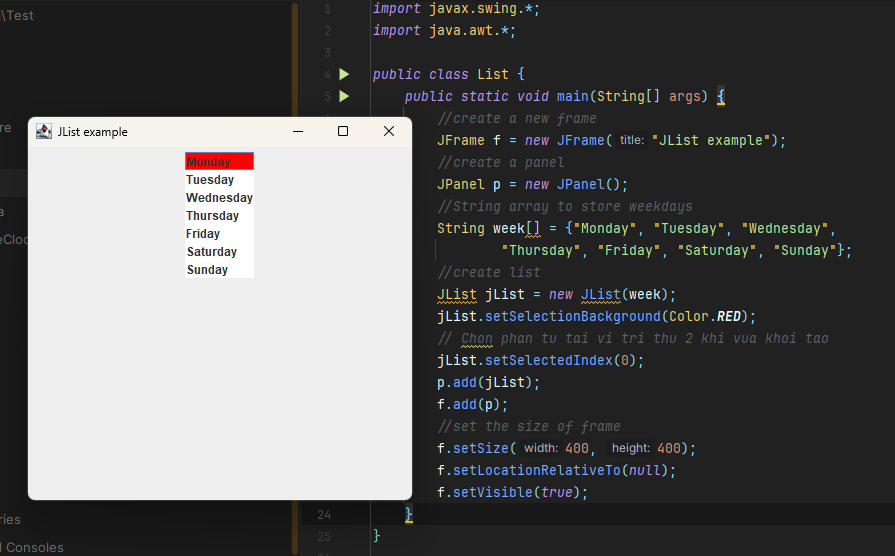 \Test
re
a
eCloc
ries
l Consoles
JList example
Monday
Tuesday
Wednesday
Thursday
Friday
Saturday
Sunday
1 import javax.swing.*;
2 import java.awt.*;
3
4 public class List {
5 public static void main(String[] args) {
//create a new frame
JFrame f = new JFrame( title: "JList example");
//create a panel
JPanel p = new JPanel();
//String array to store weekdays
String week[] = {"Monday", "Tuesday", "Wednesday",
"Thursday", "Friday", "Saturday", "Sunday"};
//create list
JList jList = new JList(week);
jList.setSelectionBackground(Color.RED);
// Chon phan tu tai vi tri thu 2 khi vua khoi tao
jList.setSelectedIndex(0);
p.add(jList);
f.add(p);
//set the size of frame
f.setSize( width: 400, height: 400);
f.setLocationRelativeTo(null);
f.setVisible(true);
24 }
25 }